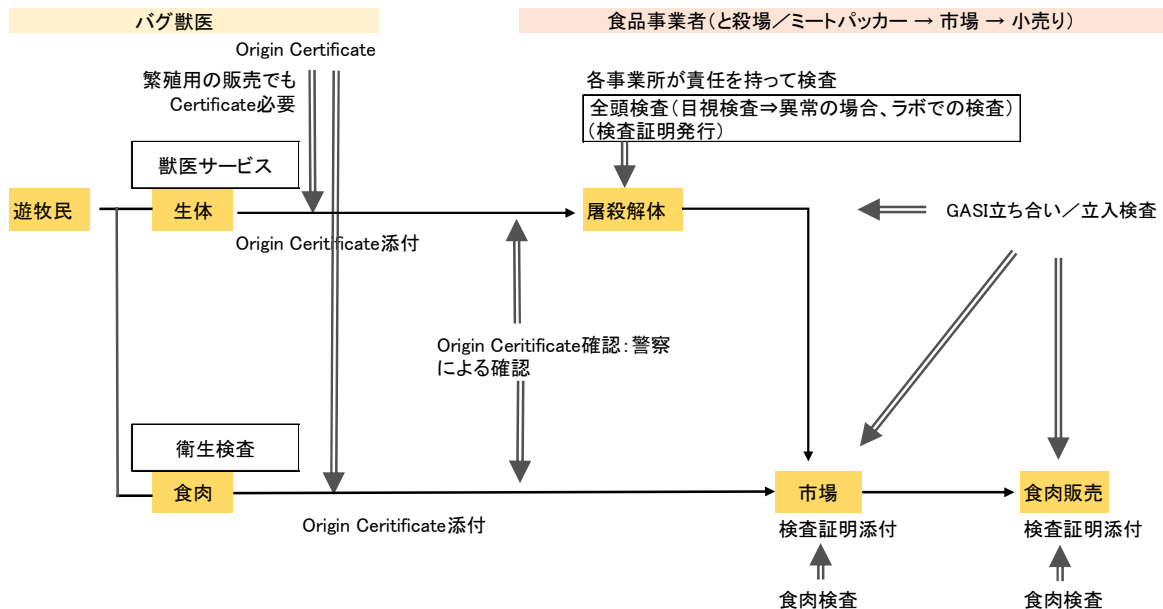 バグ獣医
食品事業者(と殺場／ミートパッカー → 市場 → 小売り)
Origin Certificate
繁殖用の販売でも
Certificate必要
各事業所が責任を持って検査
全頭検査(目視検査⇒異常の場合、ラボでの検査)
(検査証明発行)
獣医サービス
遊牧民
生体
屠殺解体
GASI立ち合い／立入検査
Origin Ceritificate添付
Origin Ceritificate確認：警察
による確認
衛生検査
食肉
市場
食肉販売
Origin Ceritificate添付
検査証明添付
検査証明添付
食肉検査
食肉検査